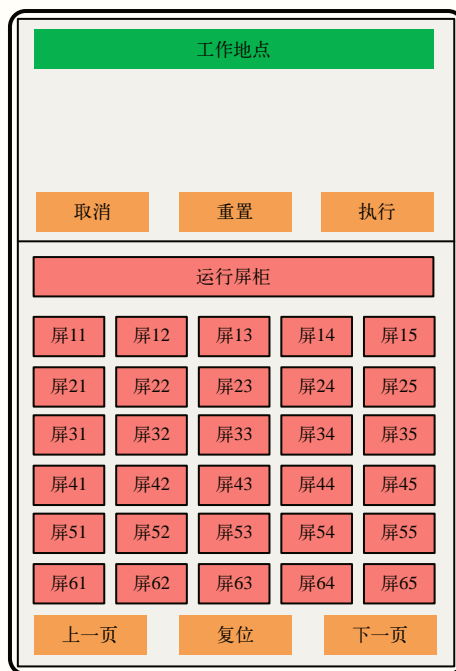 工作地点
取消 重置 执行
运行屏柜
屏11 屏12 屏13 屏14 屏15
屏21 屏22 屏23 屏24 屏25
屏31 屏32 屏33 屏34 屏35
屏41 屏42 屏43 屏44 屏45
屏51 屏52 屏53 屏54 屏55
屏61 屏62 屏63 屏64 屏65
上一页 复位 下一页